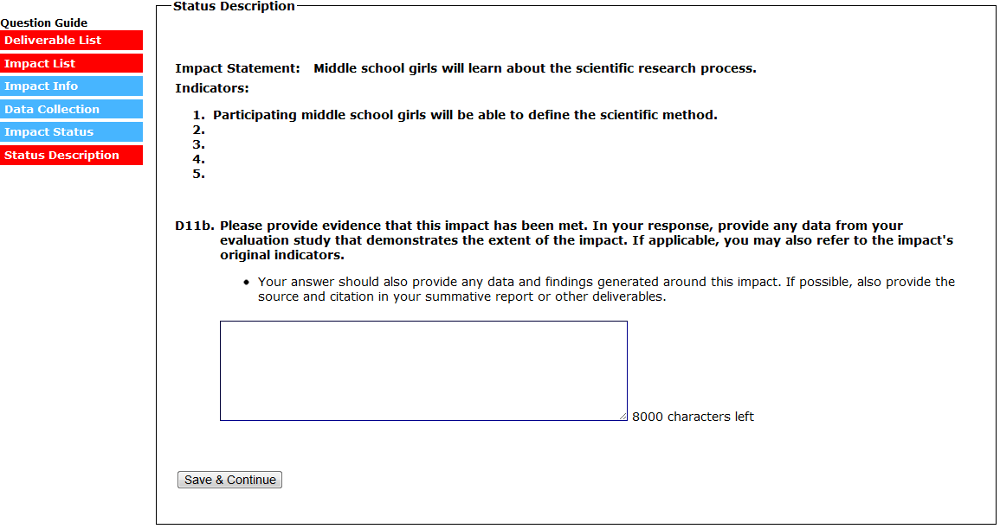 Status Description
Question Guide
Deliverable List
Impact List
Impact Info
Data Collection
Impact Status
Status Description
Impact Statement: Middle school girls will learn about the scientific research process.
Indicators:
1. Participating middle school girls will be able to define the scientific method.
2.
3.
4.
5.
D11b. Please provide evidence that this impact has been met. In your response, provide any data from your
evaluation study that demonstrates the extent of the impact. If applicable, you may also refer to the impact's
original indicators.
• Your answer should also provide any data and findings generated around this impact. If possible, also provide the
source and citation in your summative report or other deliverables.
8000 characters left
Save & Continue